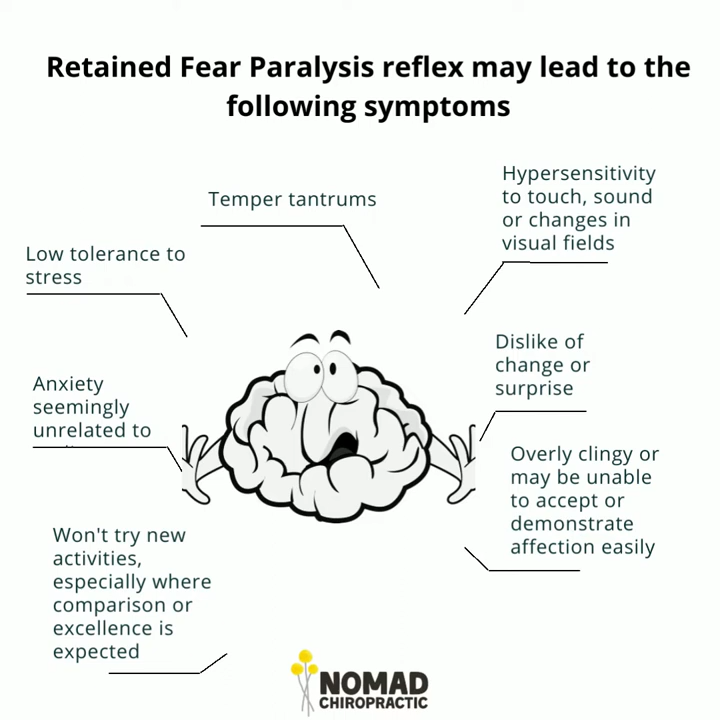 Retained Fear Paralysis reflex may lead to the
following symptoms
Temper tantrums
Hypersensitivity
to touch, sound
or changes in
visual fields
Low tolerance to
stress
Dislike of
change or
surprise
Anxiety
seemingly
unrelated to
Overly clingy or
may be unable
to accept or
demonstrate
affection easily
Won't try new
activities,
especially where
comparison or
excellence is
expected
NOMAD
CHIROPRACTIC